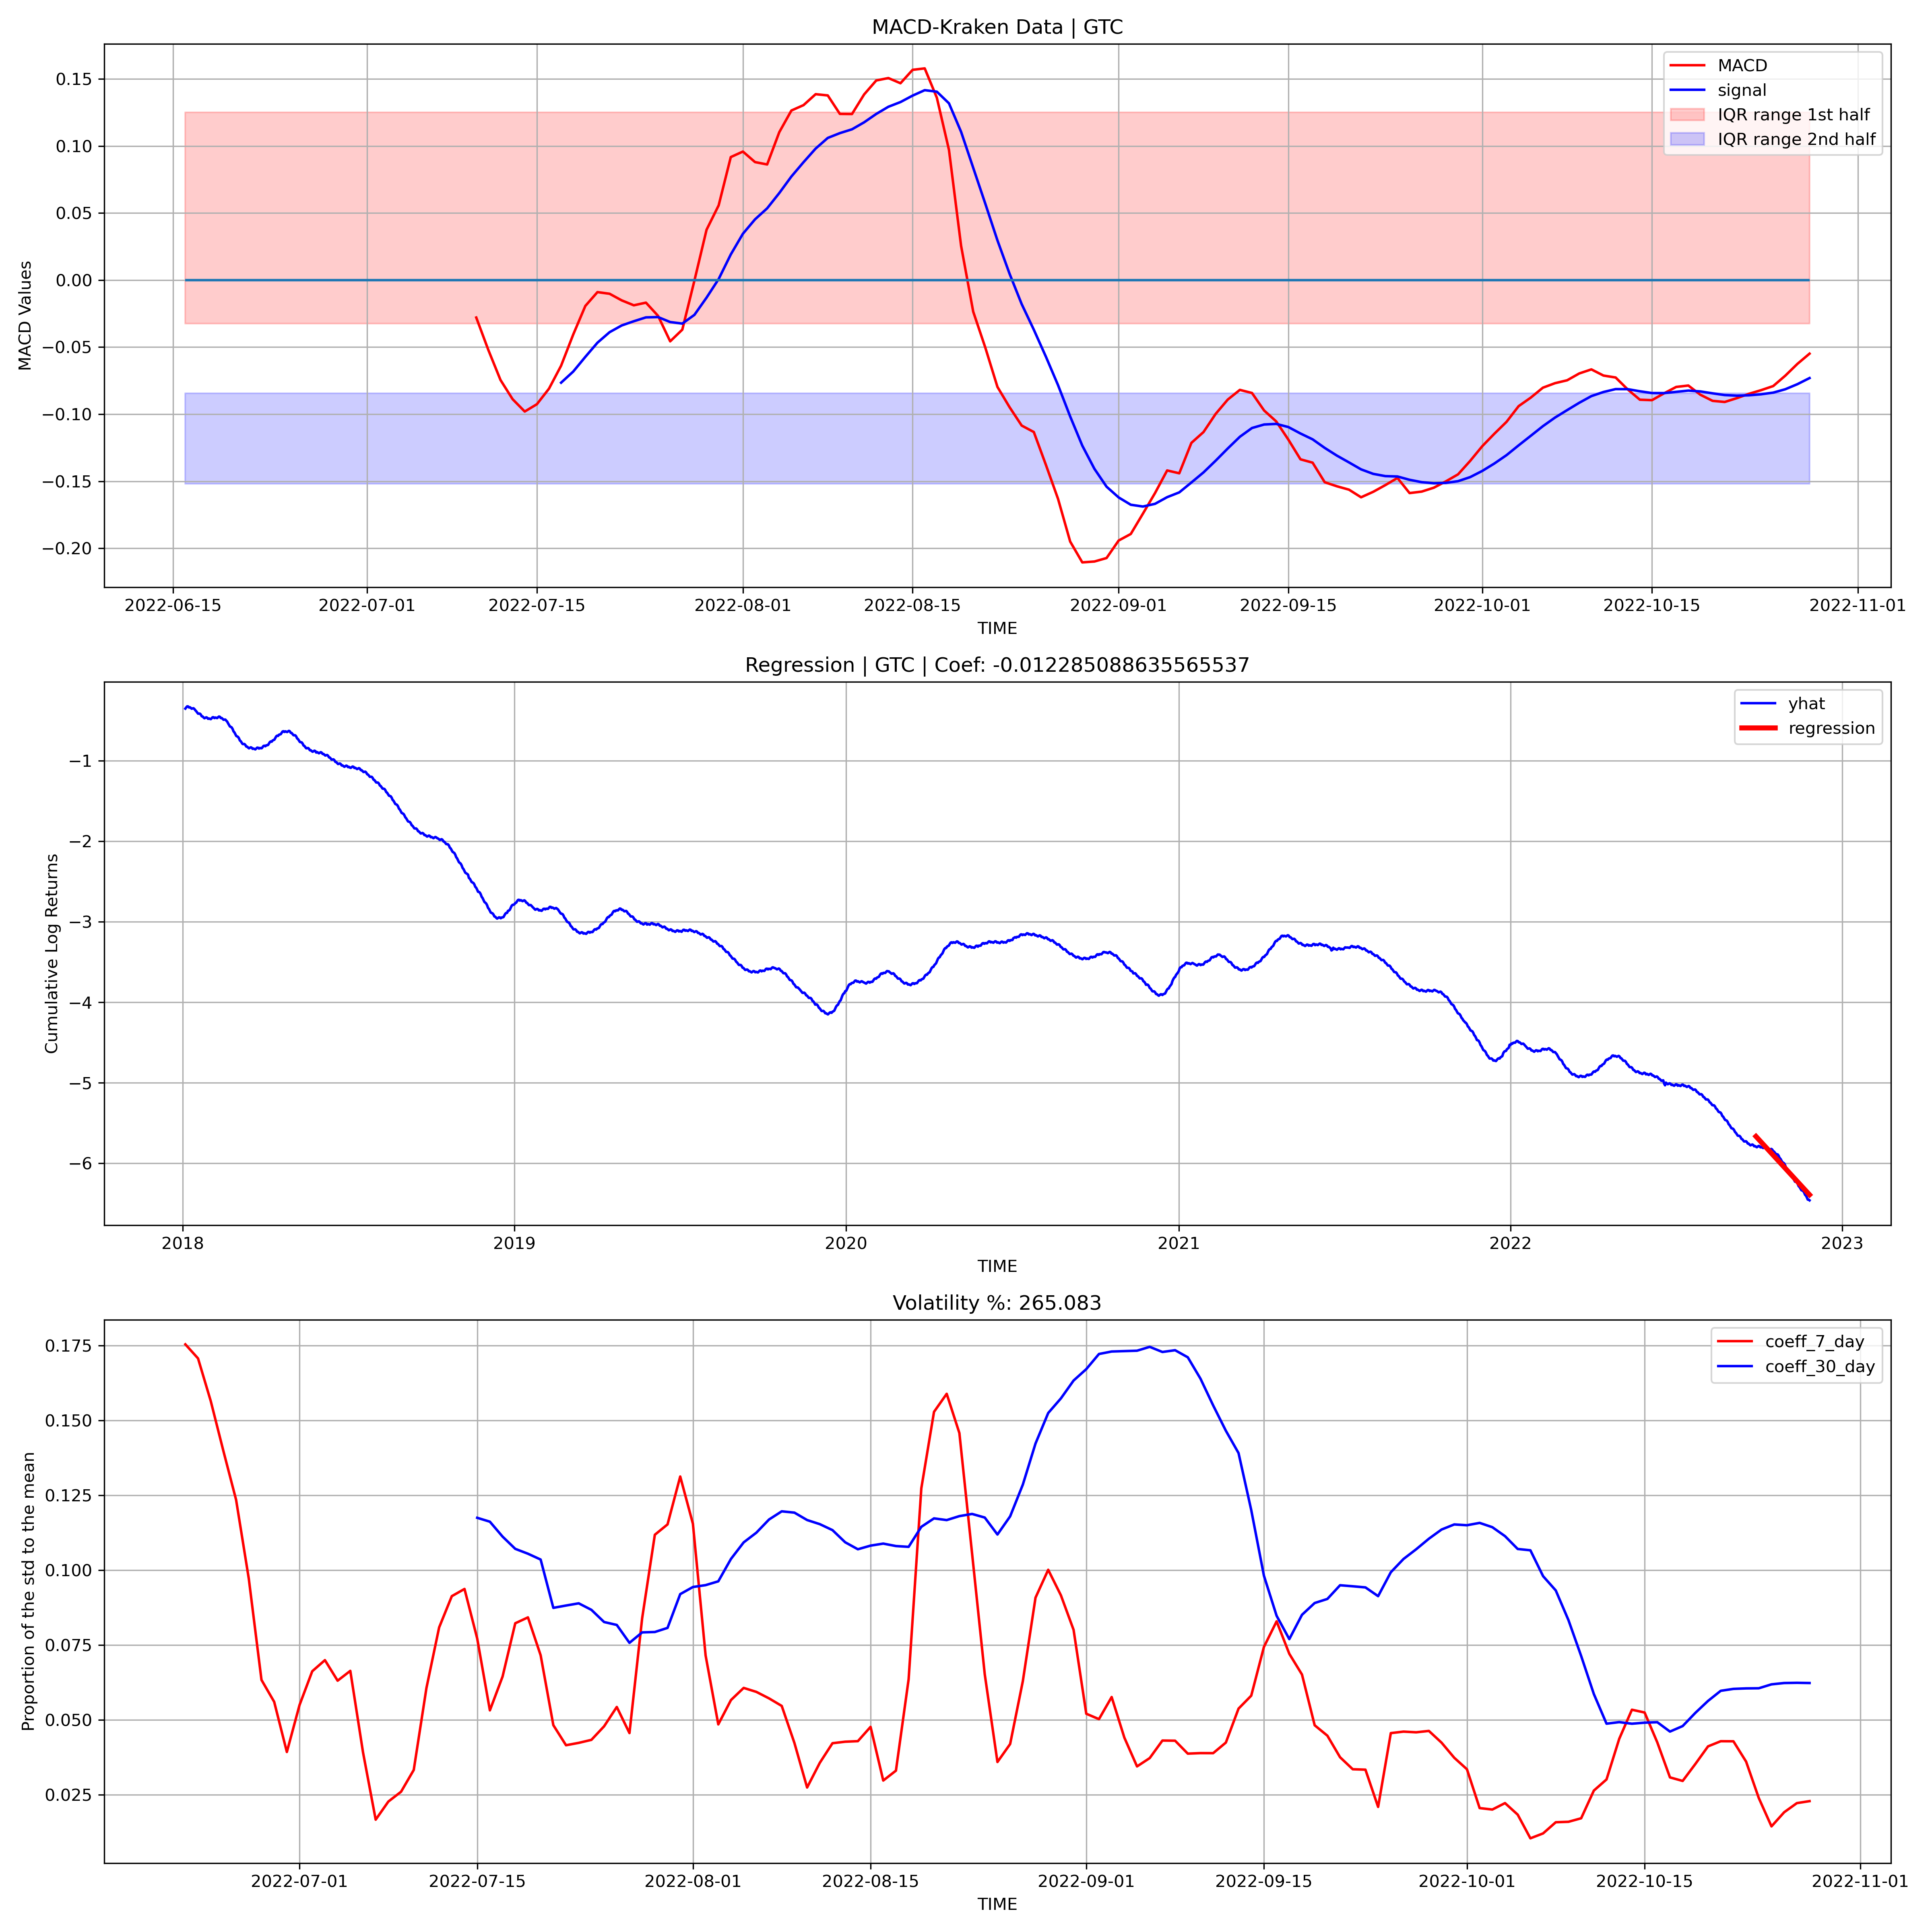 MACD-Kraken Data | GTC
MACD
signal
IQR range 1st half
IQR range 2nd half
MACD Values
0.15
0.10
0.05
0.00
−0.05
−0.10
−0.15
−0.20
2022-06-15 2022-07-01 2022-07-15 2022-08-01 2022-08-15 2022-09-01 2022-09-15 2022-10-01 2022-10-15 2022-11-01
TIME
Regression | GTC | Coef: -0.012285088635565537
yhat
regression
Cumulative Log Returns
−1
−2
−3
−4
−5
−6
2018 2019 2020 2021 2022 2023
TIME
Volatility %: 265.083
coeff_7_day
coeff_30_day
Proportion of the std to the mean
0.175
0.150
0.125
0.100
0.075
0.050
0.025
2022-07-01 2022-07-15 2022-08-01 2022-08-15 2022-09-01 2022-09-15 2022-10-01 2022-10-15 2022-11-01
TIME